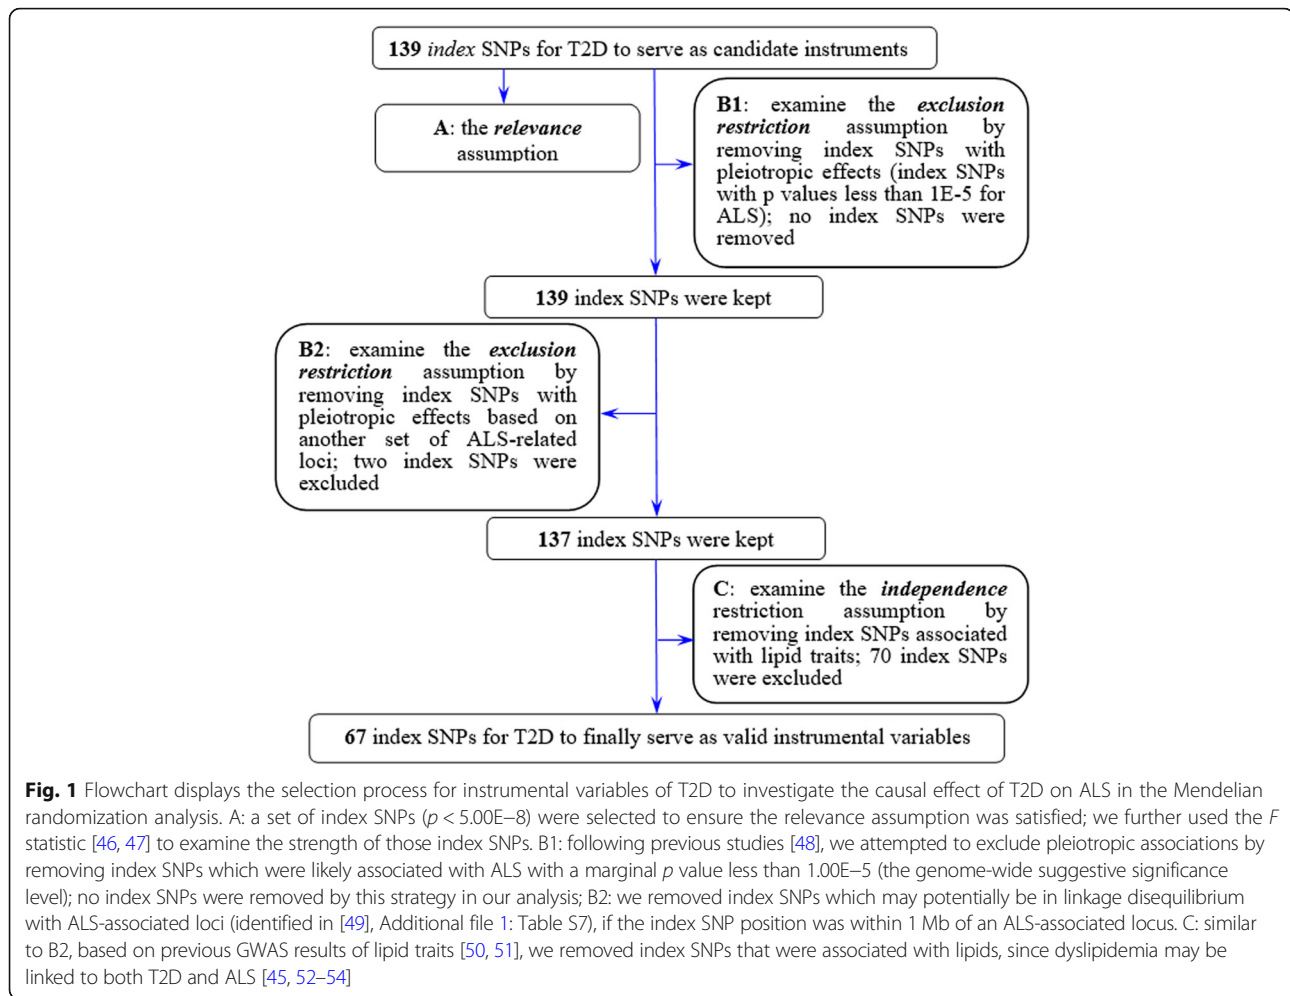 139 index SNPs for T2D to serve as candidate instruments
A: the relevance
assumption
B1: examine the exclusion
restriction assumption by
removing index SNPs with
pleiotropic effects (index SNPs
with p values less than 1E-5 for
ALS); no index SNPs were
removed
139 index SNPs were kept
B2: examine the exclusion
restriction assumption by
removing index SNPs with
pleiotropic effects based on
another set of ALS-related
loci; two index SNPs were
excluded
137 index SNPs were kept
C: examine the independence
restriction assumption by
removing index SNPs associated
with lipid traits; 70 index SNPs
were excluded
67 index SNPs for T2D to finally serve as valid instrumental variables
Fig. 1 Flowchart displays the selection process for instrumental variables of T2D to investigate the causal effect of T2D on ALS in the Mendelian
randomization analysis. A: a set of index SNPs (p < 5.00E−8) were selected to ensure the relevance assumption was satisfied; we further used the F
statistic [46, 47] to examine the strength of those index SNPs. B1: following previous studies [48], we attempted to exclude pleiotropic associations by
removing index SNPs which were likely associated with ALS with a marginal p value less than 1.00E−5 (the genome-wide suggestive significance
level); no index SNPs were removed by this strategy in our analysis; B2: we removed index SNPs which may potentially be in linkage disequilibrium
with ALS-associated loci (identified in [49], Additional file 1: Table S7), if the index SNP position was within 1 Mb of an ALS-associated locus. C: similar
to B2, based on previous GWAS results of lipid traits [50, 51], we removed index SNPs that were associated with lipids, since dyslipidemia may be
linked to both T2D and ALS [45, 52–54]